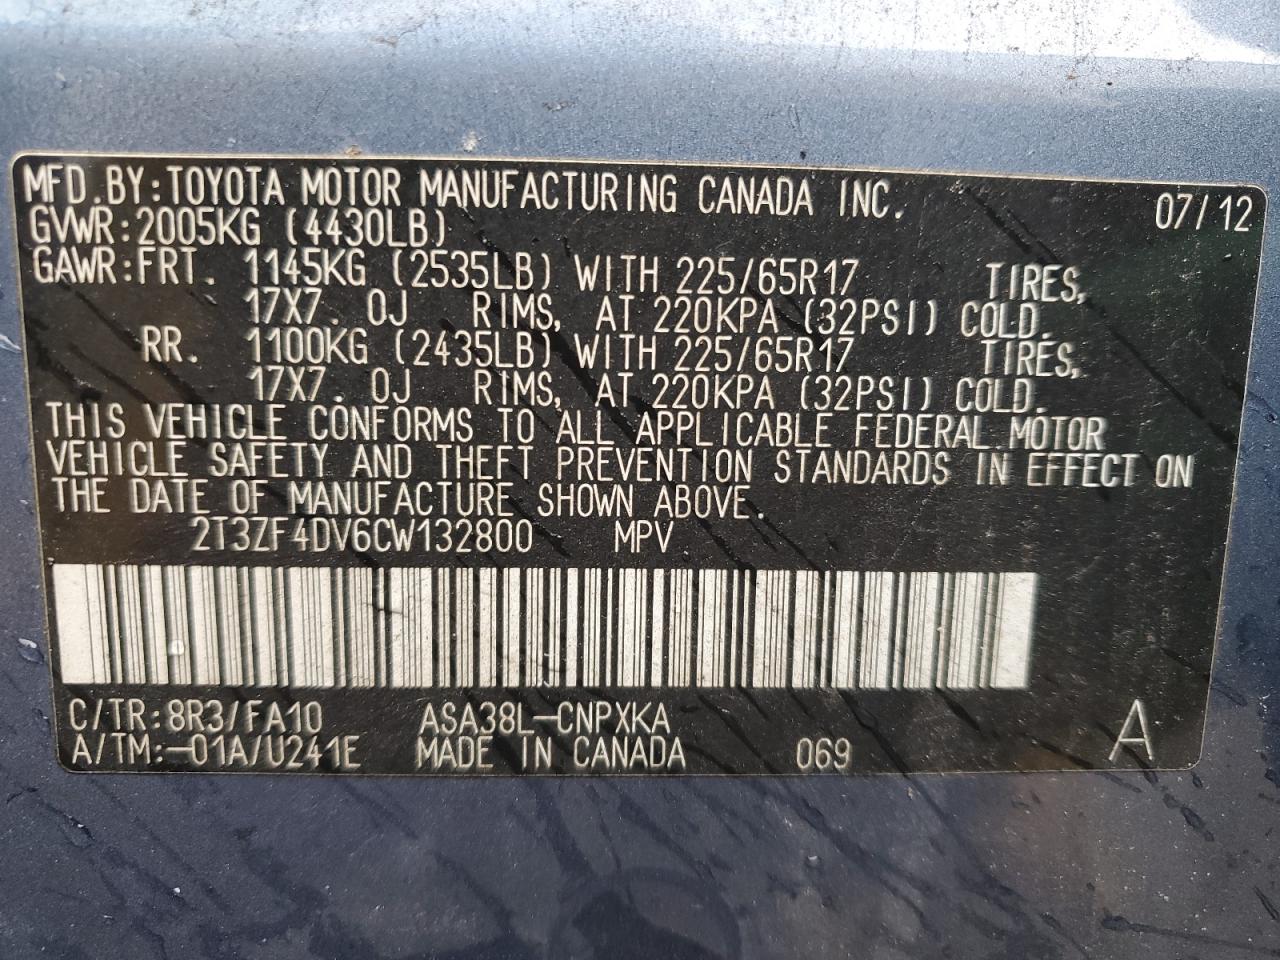 MFD.BY:TOYOTA MOTOR MANUFACTURING CANADA INC. 07/12
GVWR:2005KG (4430LB)
GAWR:FRT. 1145KG (2535LB) WITH 225/65R17 TIRES,
17X7.0J RIMS, AT 220KPA (32PSI) COLD.
RR. 1100KG (2435LB) WITH 225/65R17 TIRES,
17X7.0J RIMS, AT 220KPA (32PSI) COLD.
THIS VEHICLE CONFORMS TO ALL APPLICABLE FEDERAL MOTOR
VEHICLE SAFETY AND THEFT PREVENTION STANDARDS IN EFFECT ON
THE DATE OF MANUFACTURE SHOWN ABOVE.
2T3ZF4DV6CW132800 MPV
C/TR:8R3/FA10 ASA38L-CNPXKA
A/TM:-01A/U241E MADE IN CANADA 069 A